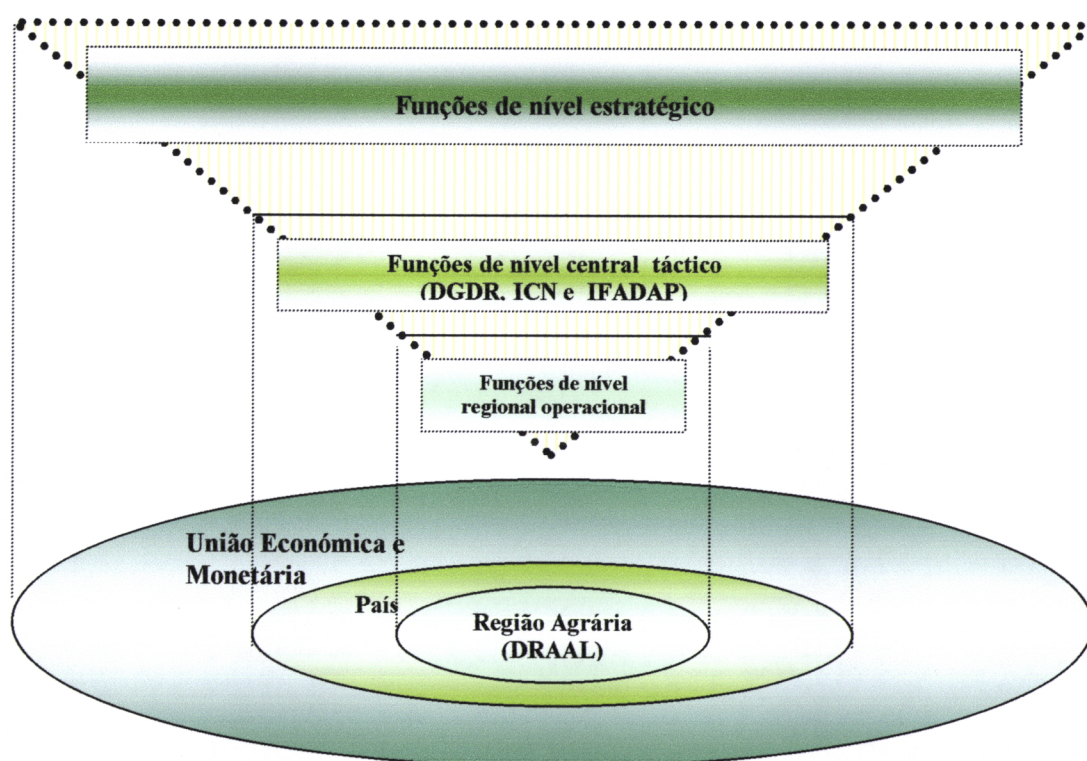 Funções de nível estratégico
Funções de nível central táctico
(DGDR, ICN e IFADAP)
Funções de nível
regional operacional
União Económica e
Monetária
País
Região Agrária
(DRAAL)